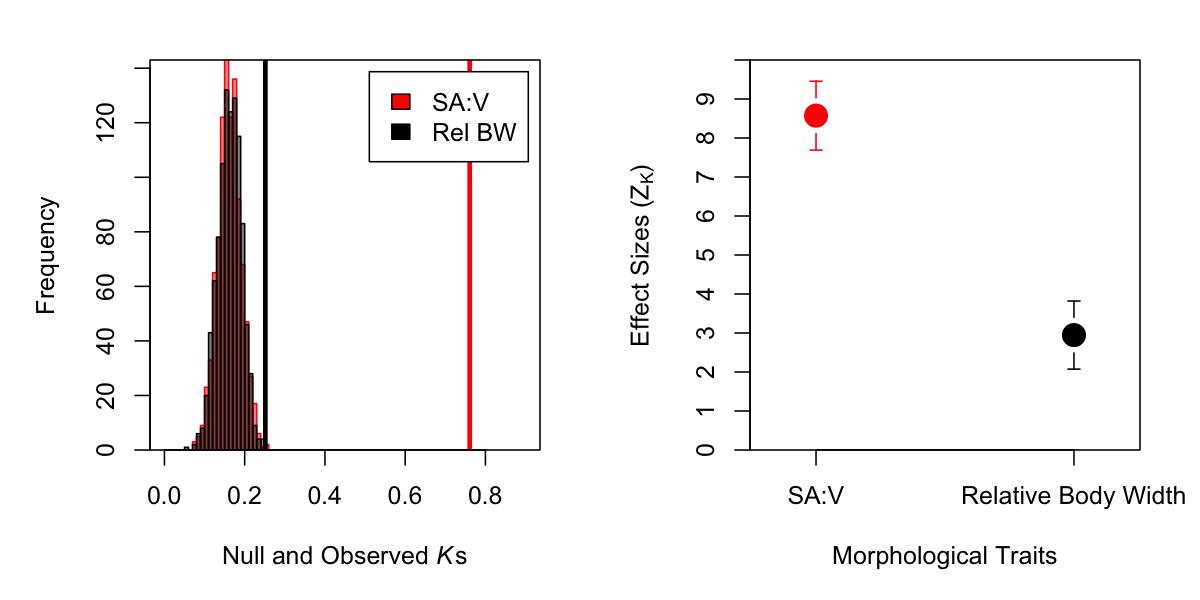 Frequency
0 20 40 60 80 120
SA:V
Rel BW
0.0 0.2 0.4 0.6 0.8
Null and Observed Ks
Effect Sizes (ZK)
0 1 2 3 4 5 6 7 8 9
SA:V Relative Body Width
Morphological Traits